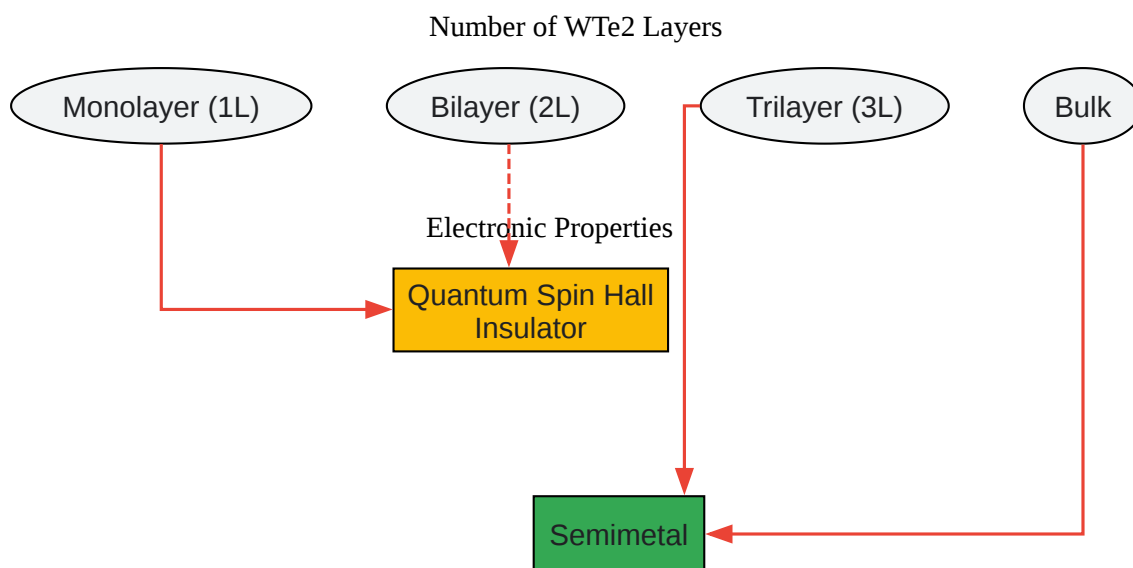 Number of WTe2 Layers
Monolayer (1L)
Bilayer (2L)
Trilayer (3L)
Bulk
Electronic Properties
Quantum Spin Hall
Insulator
Semimetal